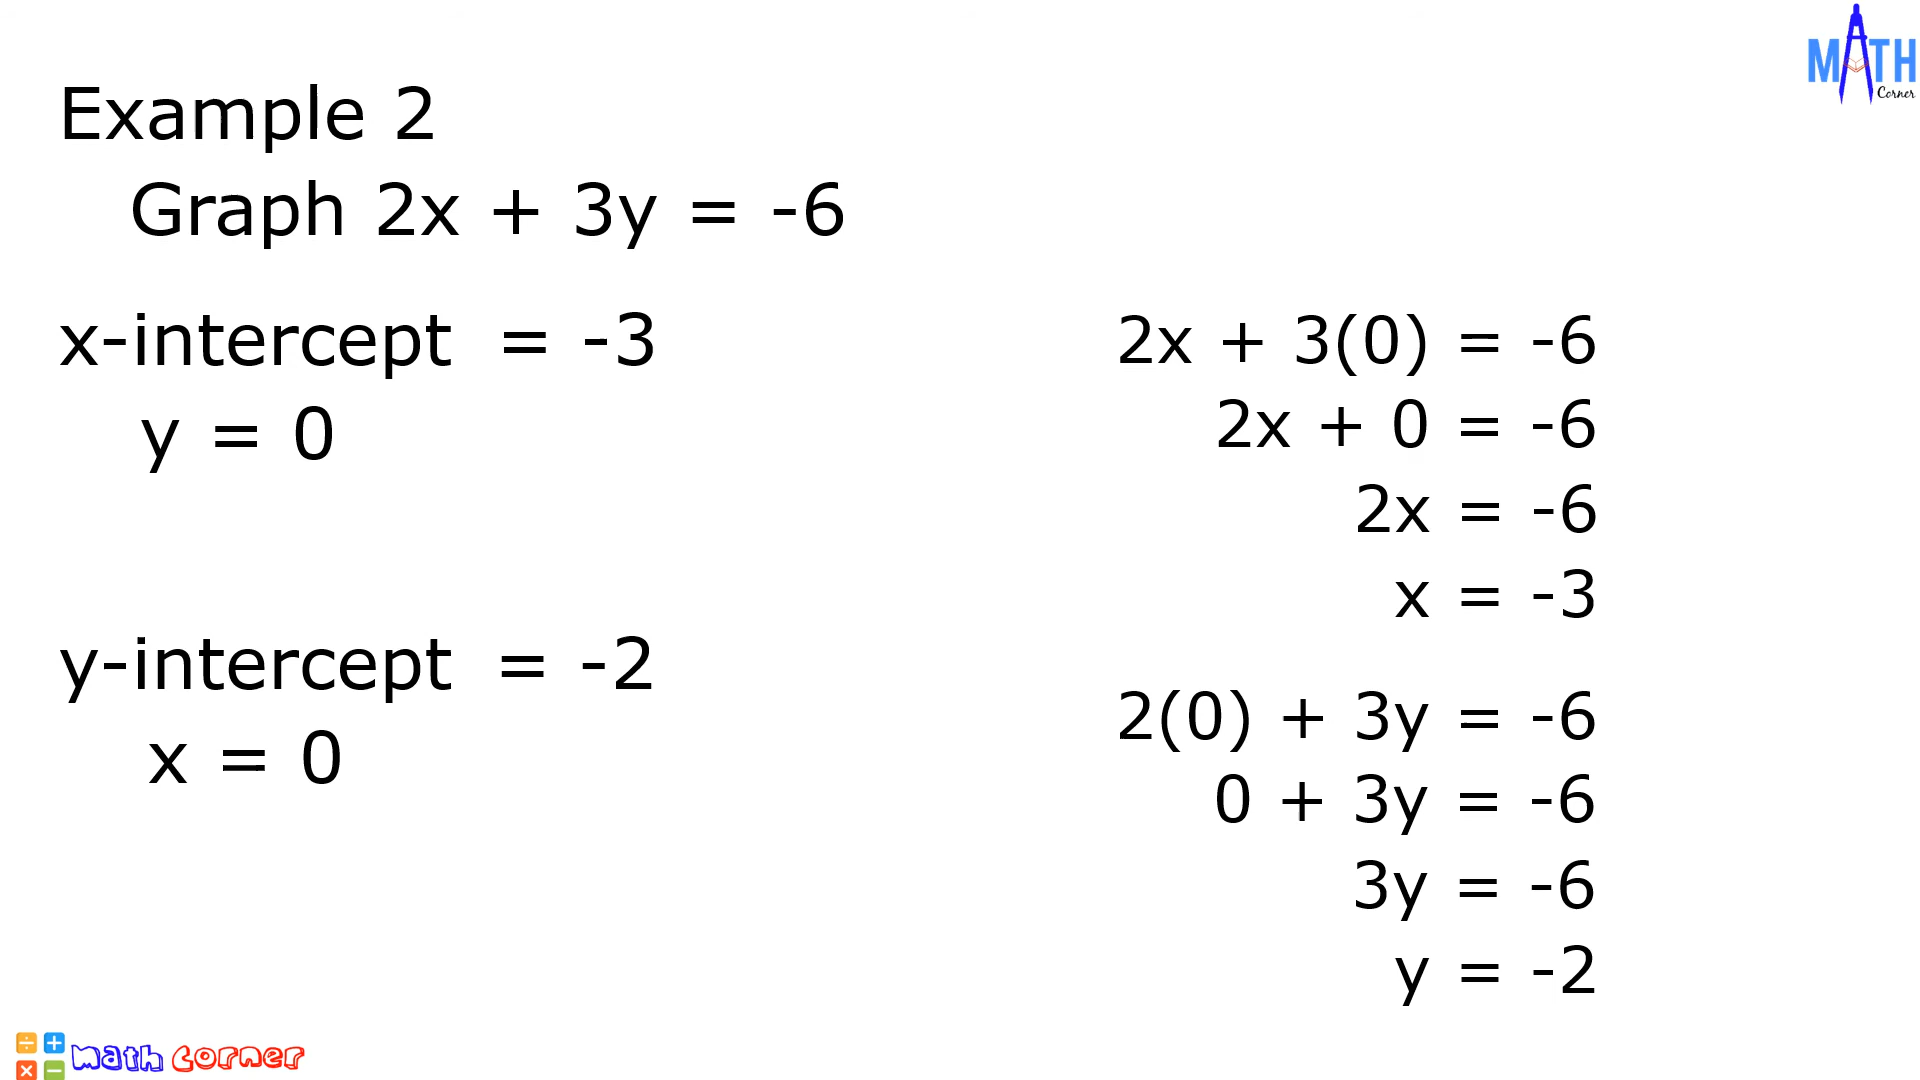 MATH
Corner
Example 2
Graph 2x + 3y = -6
x-intercept = -3
y = 0
y-intercept = -2
x = 0
2x + 3(0) = -6
2x + 0 = -6
2x = -6
x = -3
2(0) + 3y = -6
0 + 3y = -6
3y = -6
y = -2
÷ +
× −
math corner